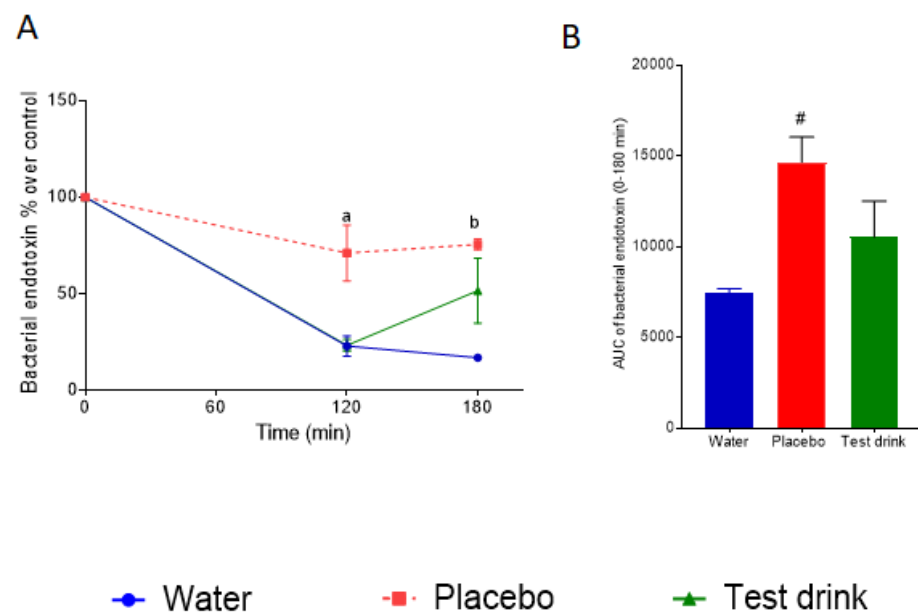 A
Bacterial endotoxin % over control
150
100
50
0
a
b
0
60
120
180
Time (min)
B
AUC of bacterial endotoxin (0-180 min)
20000
15000
10000
5000
0
#
Water
Placebo
Test drink
Water
Placebo
Test drink